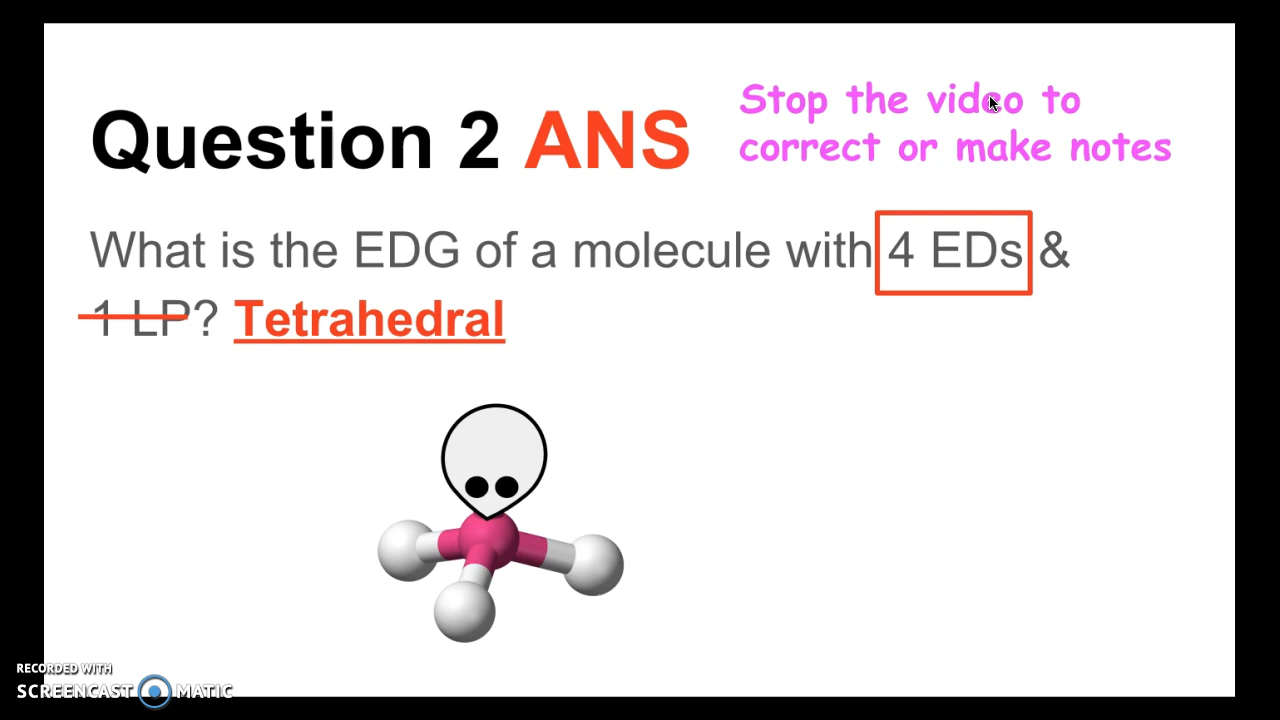 Question 2 ANS
Stop the video to
correct or make notes
What is the EDG of a molecule with 4 EDs &
1 LP? Tetrahedral
RECORDED WITH
SCREENCAST MATIC